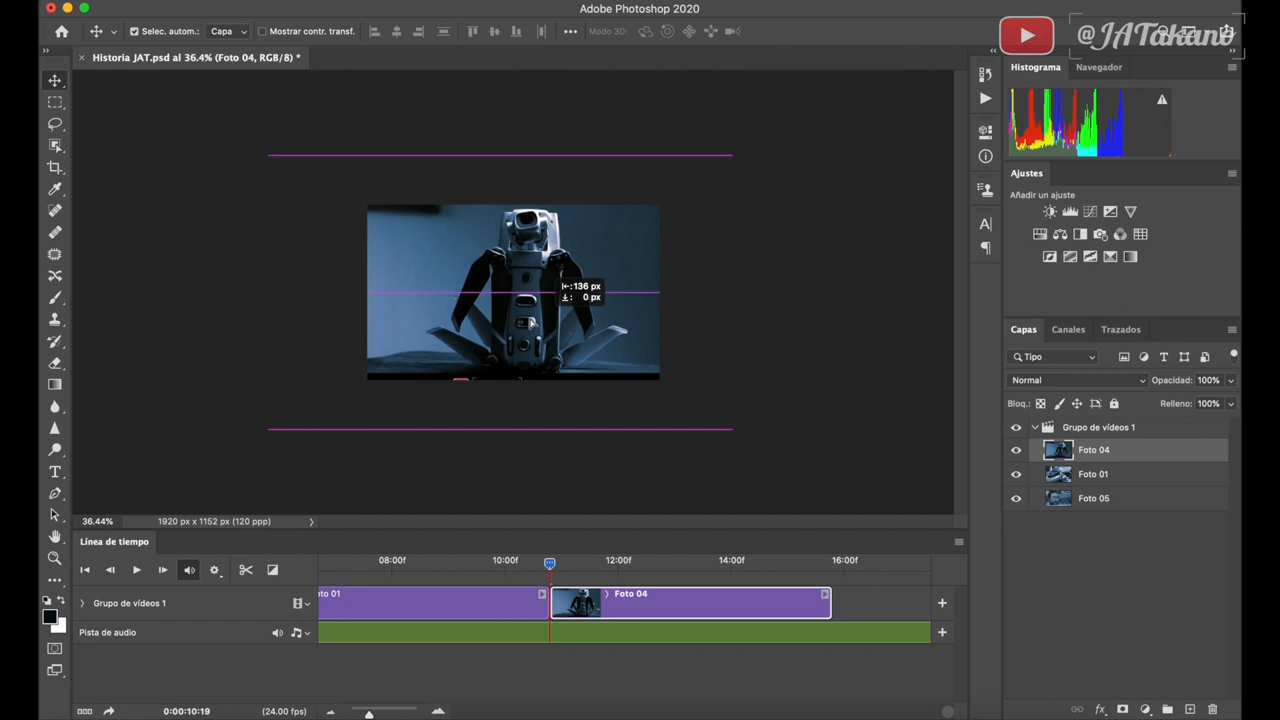 Adobe Photoshop 2020
Selec. autom.: Capa Mostrar contr. transf. Modo 3D:
@JATakano
Historia JAT.psd al 36.4% (Foto 04, RGB/8) *
Histograma Navegador
Ajustes
Añadir un ajuste
136 px
0 px
Capas Canales Trazados
Tipo
Normal Opacidad: 100%
Bloq.: Relleno: 100%
Grupo de vídeos 1
Foto 04
Foto 01
Foto 05
36.44% 1920 px x 1152 px (120 ppp)
Línea de tiempo
08:00f 10:00f 12:00f 14:00f 16:00f
Grupo de vídeos 1 oto 01 Foto 04
Pista de audio
0:00:10:19 (24.00 fps)